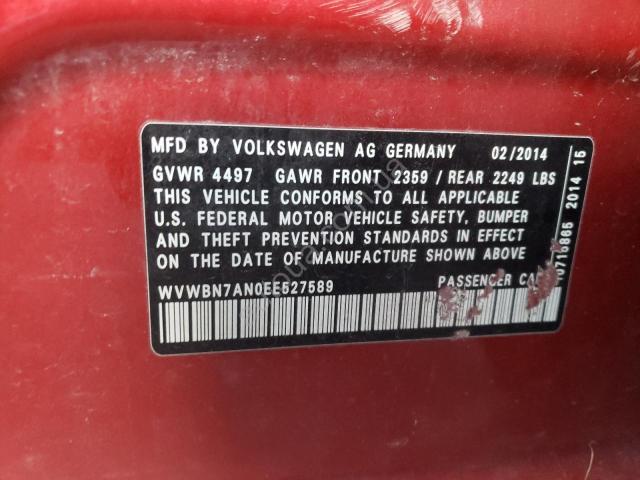 MFD BY VOLKSWAGEN AG GERMANY 02/2014
GVWR 4497 GAWR FRONT 2359 / REAR 2249 LBS
THIS VEHICLE CONFORMS TO ALL APPLICABLE
U.S. FEDERAL MOTOR VEHICLE SAFETY, BUMPER
AND THEFT PREVENTION STANDARDS IN EFFECT
ON THE DATE OF MANUFACTURE SHOWN ABOVE
WVWBN7AN0EE527589 PASSENGER CAR
2014 15